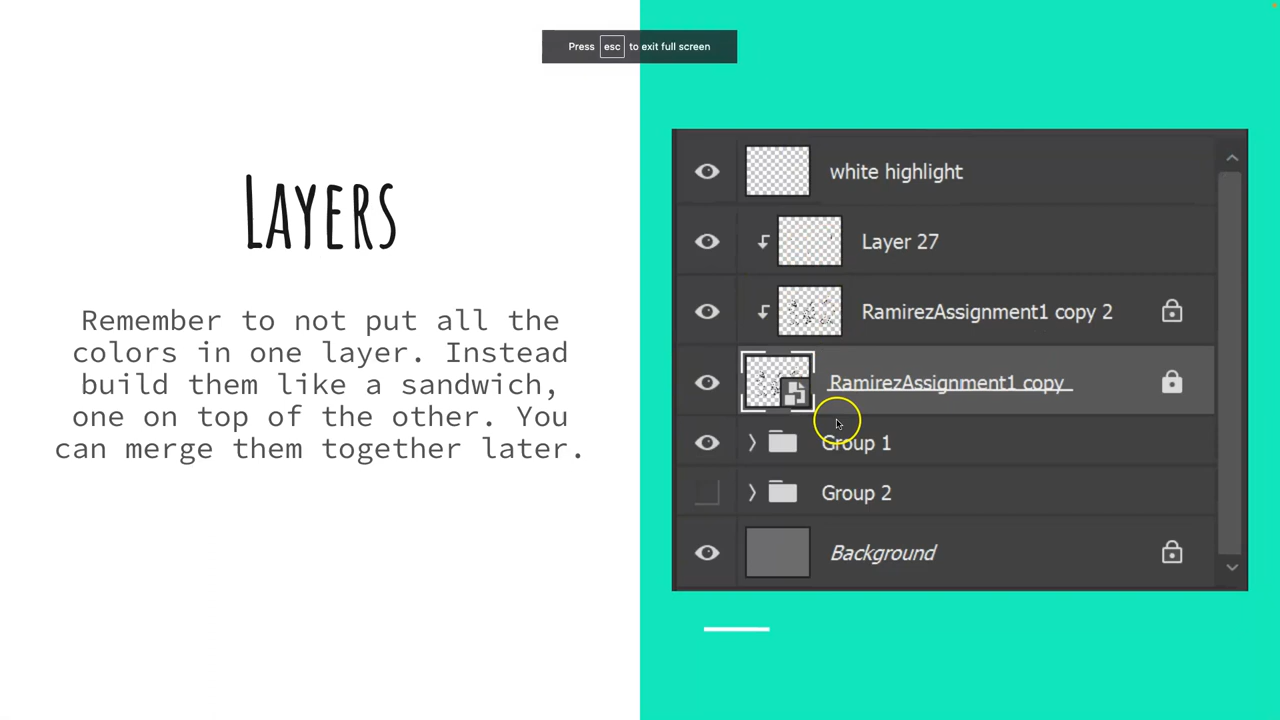 Press esc to exit full screen
LAYERS
Remember to not put all the
colors in one layer. Instead
build them like a sandwich,
one on top of the other. You
can merge them together later.
white highlight
Layer 27
RamirezAssignment1 copy 2
RamirezAssignment1 copy
Group 1
Group 2
Background